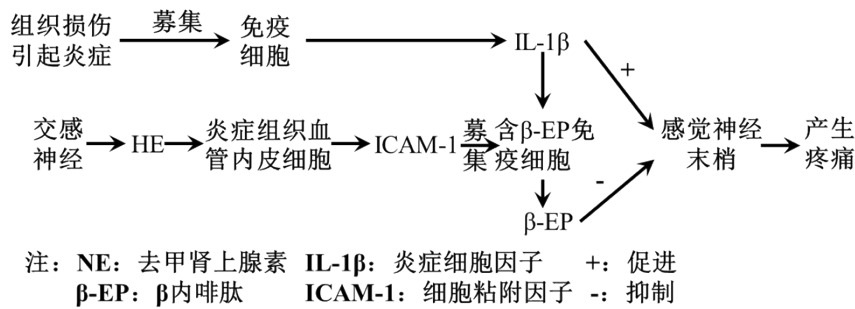 组织损伤
引起炎症
募集
免疫
细胞
IL-1β
+
交感
神经
HE
炎症组织血
管内皮细胞
ICAM-1
募
集
含β-EP免
疫细胞
感觉神经
末梢
产生
疼痛
-
β-EP
注：NE：去甲肾上腺素 IL-1β：炎症细胞因子 +：促进
β-EP：β内啡肽 ICAM-1：细胞粘附因子 -：抑制